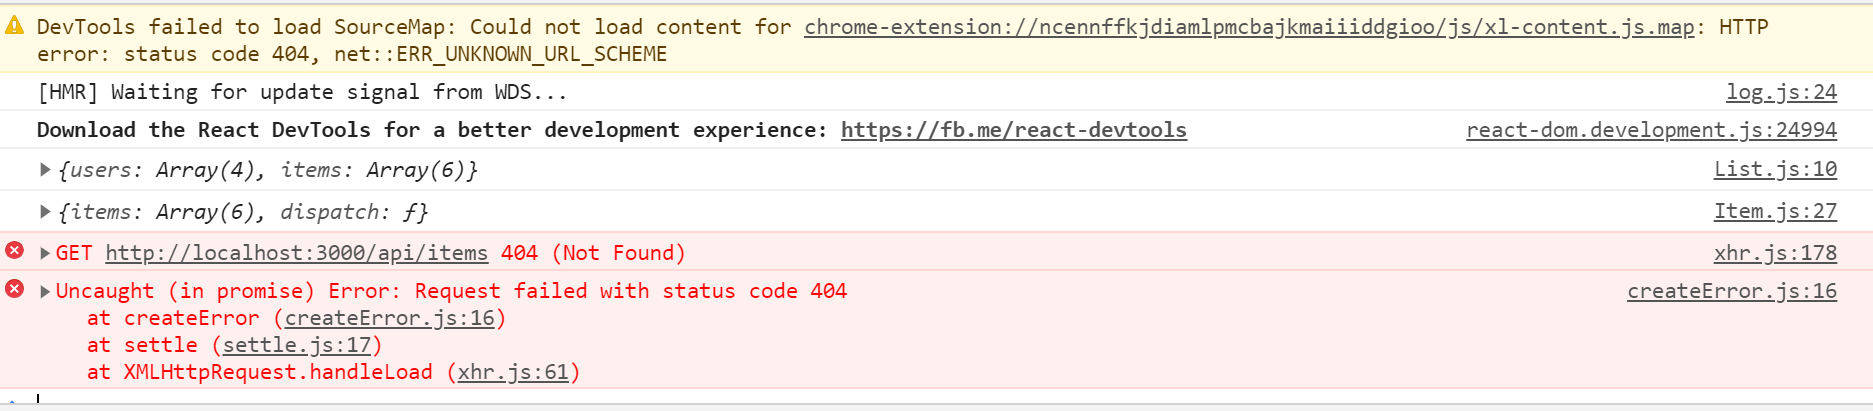 DevTools failed to load SourceMap: Could not load content for chrome-extension://ncennffkjdiamlpmcbajkmaiiiddgioo/js/xl-content.js.map: HTTP
error: status code 404, net::ERR_UNKNOWN_URL_SCHEME
[HMR] Waiting for update signal from WDS... log.js:24
Download the React DevTools for a better development experience: https://fb.me/react-devtools react-dom.development.js:24994
{users: Array(4), items: Array(6)} List.js:10
{items: Array(6), dispatch: ƒ} Item.js:27
GET http://localhost:3000/api/items 404 (Not Found) xhr.js:178
Uncaught (in promise) Error: Request failed with status code 404 createError.js:16
at createError (createError.js:16)
at settle (settle.js:17)
at XMLHttpRequest.handleLoad (xhr.js:61)